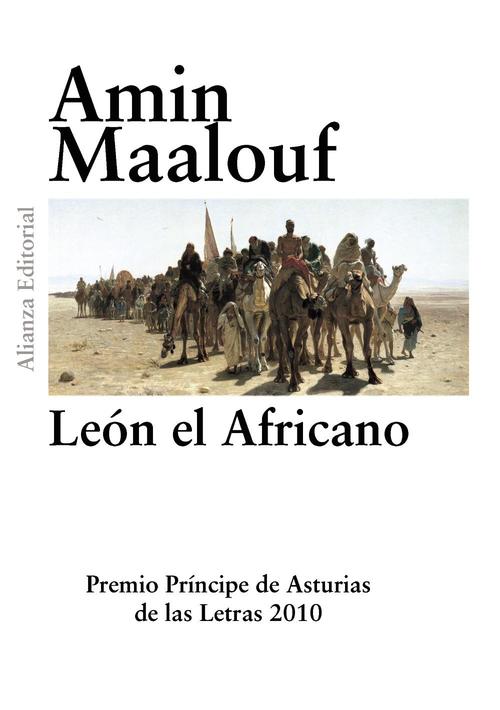 Amin
Maalouf
Alianza Editorial
León el Africano
Premio Príncipe de Asturias
de las Letras 2010